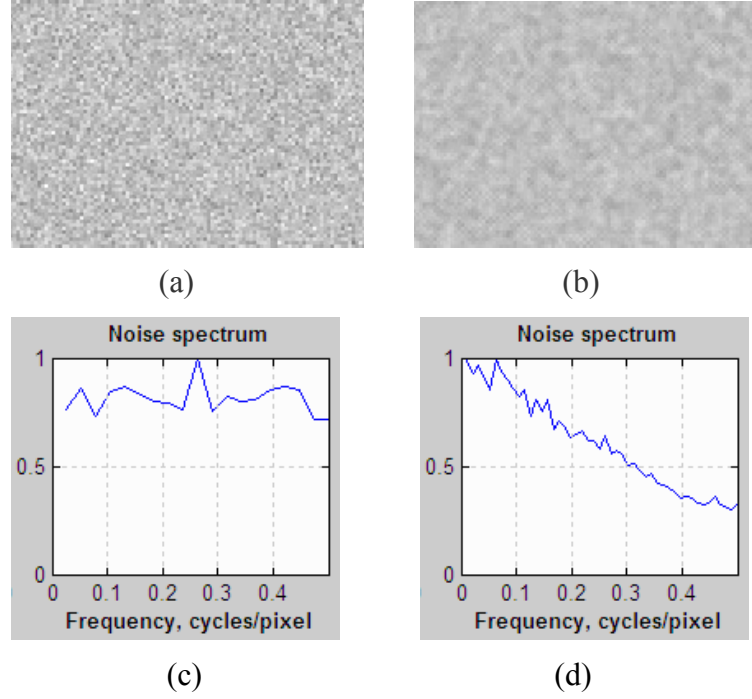 (a) (b)
Noise spectrum Noise spectrum
1 1
0.5 0.5
0 0
0 0.1 0.2 0.3 0.4 0 0.1 0.2 0.3 0.4
Frequency, cycles/pixel Frequency, cycles/pixel
(c) (d)